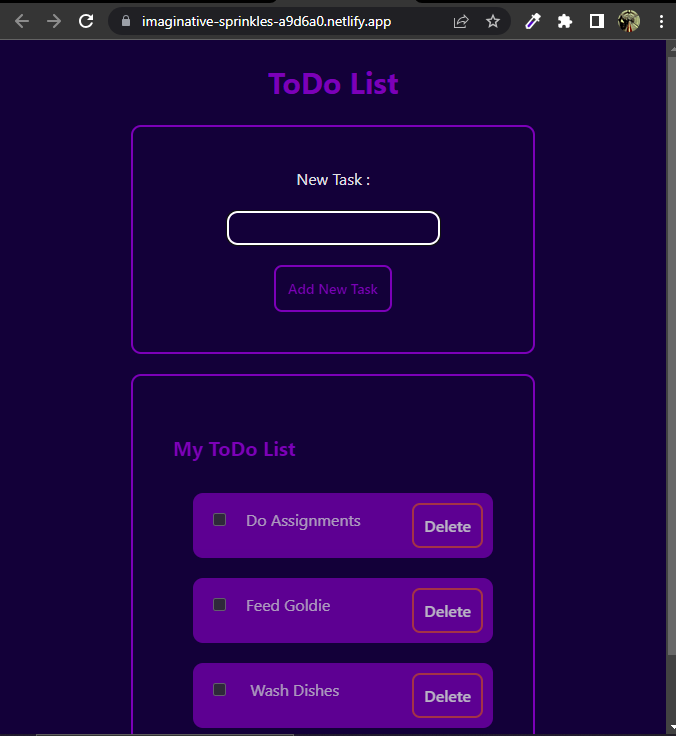 imaginative-sprinkles-a9d6a0.netlify.app
ToDo List
New Task :
Add New Task
My ToDo List
Do Assignments Delete
Feed Goldie Delete
Wash Dishes Delete